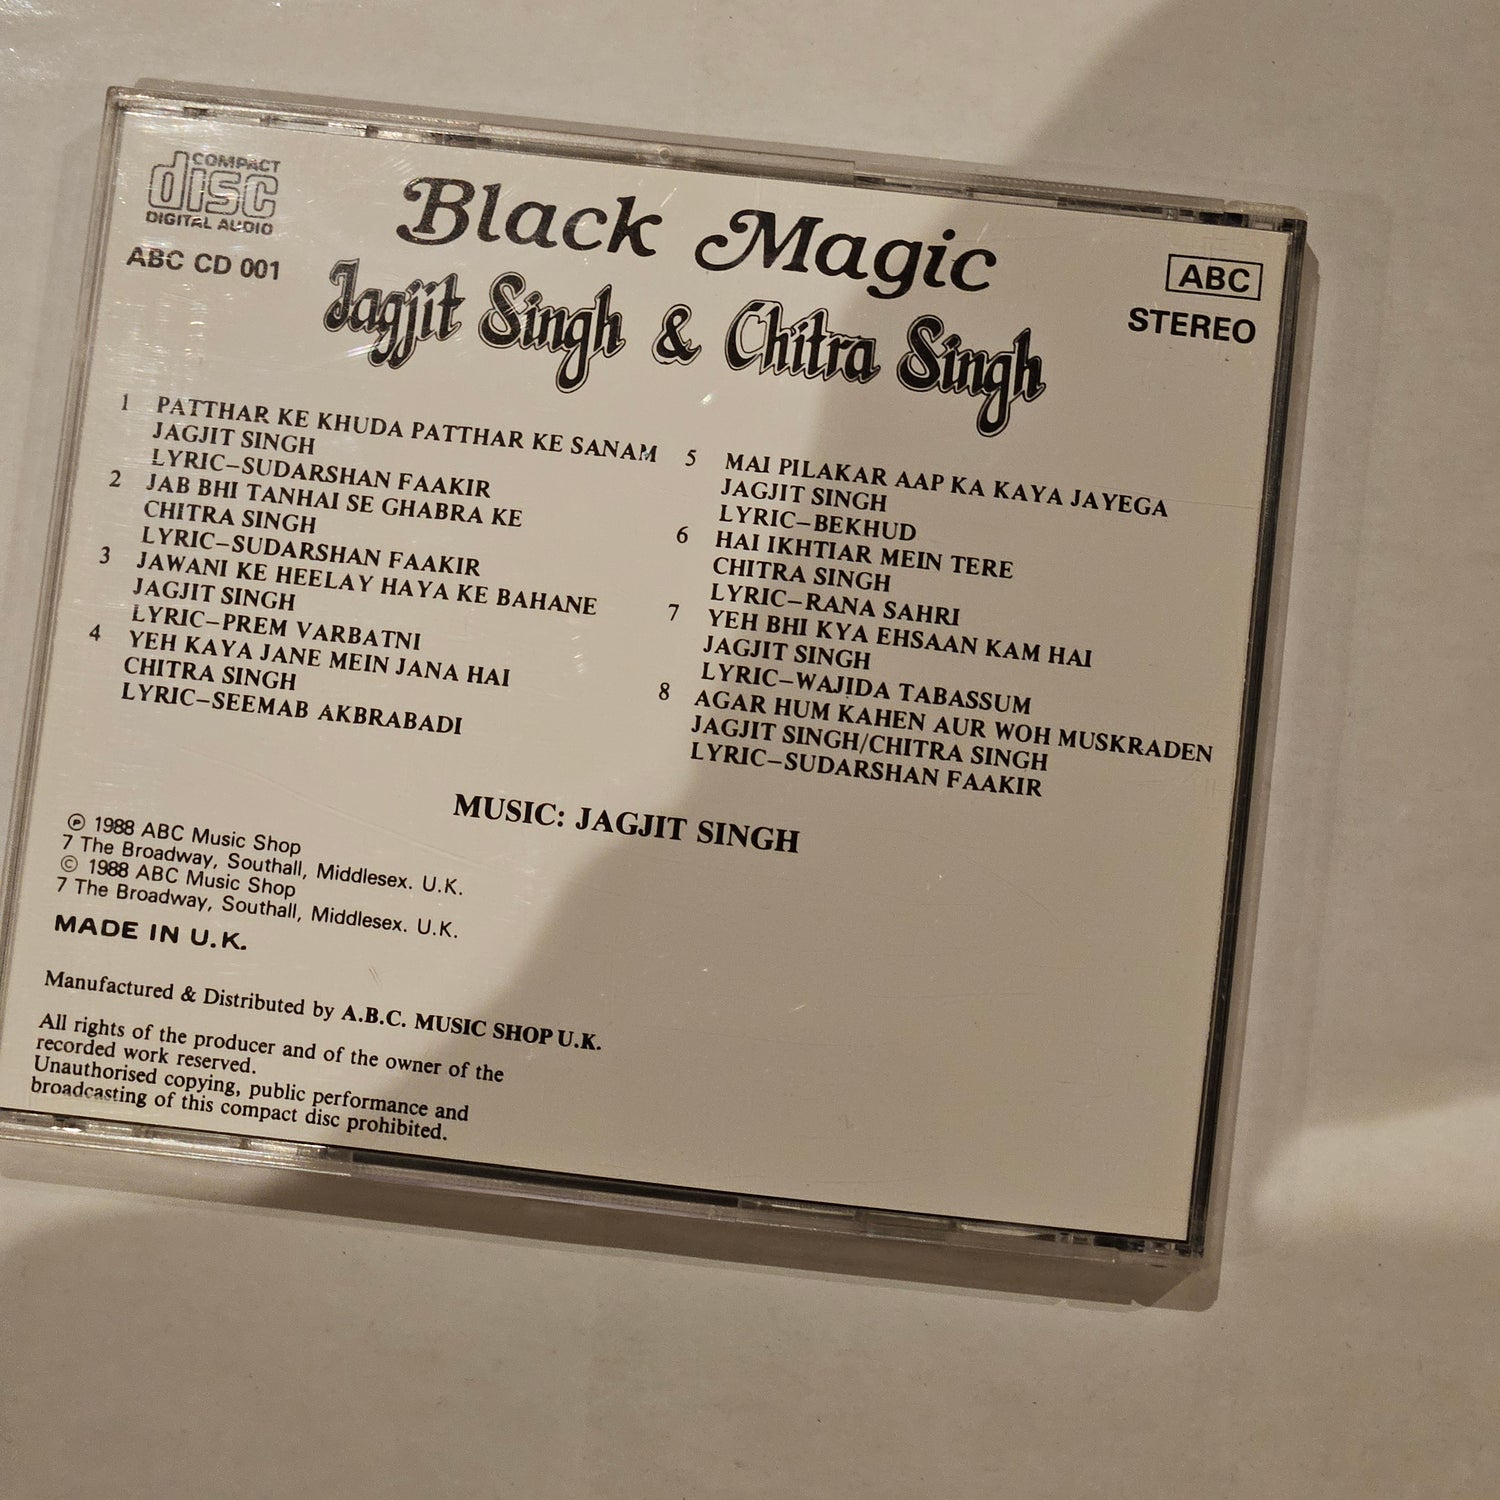 COMPACT
disc
DIGITAL AUDIO
ABC CD 001
Black Magic
Jagjit Singh & Chitra Singh
ABC
STEREO
1 PATTHAR KE KHUDA PATTHAR KE SANAM
JAGJIT SINGH
LYRIC–SUDARSHAN FAAKIR
2 JAB BHI TANHAI SE GHABRA KE
CHITRA SINGH
LYRIC–SUDARSHAN FAAKIR
3 JAWANI KE HEELAY HAYA KE BAHANE
JAGJIT SINGH
LYRIC–PREM VARBATNI
4 YEH KAYA JANE MEIN JANA HAI
CHITRA SINGH
LYRIC–SEEMAB AKBRABADI
5 MAI PILAKAR AAP KA KAYA JAYEGA
JAGJIT SINGH
LYRIC–BEKHUD
6 HAI IKHTIAR MEIN TERE
CHITRA SINGH
LYRIC–RANA SAHRI
7 YEH BHI KYA EHSAAN KAM HAI
JAGJIT SINGH
LYRIC–WAJIDA TABASSUM
8 AGAR HUM KAHEN AUR WOH MUSKRADEN
JAGJIT SINGH/CHITRA SINGH
LYRIC–SUDARSHAN FAAKIR
MUSIC: JAGJIT SINGH
℗ 1988 ABC Music Shop
7 The Broadway, Southall, Middlesex. U.K.
© 1988 ABC Music Shop
7 The Broadway, Southall, Middlesex. U.K.
MADE IN U.K.
Manufactured & Distributed by A.B.C. MUSIC SHOP U.K.
All rights of the producer and of the owner of the
recorded work reserved.
Unauthorised copying, public performance and
broadcasting of this compact disc prohibited.